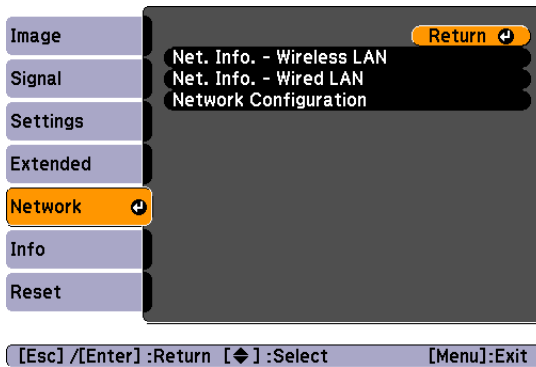 Image
Signal
Settings
Extended
Network
Info
Reset
Return
Net. Info. - Wireless LAN
Net. Info. - Wired LAN
Network Configuration
[Esc] /[Enter] :Return [◆] :Select [Menu]:Exit